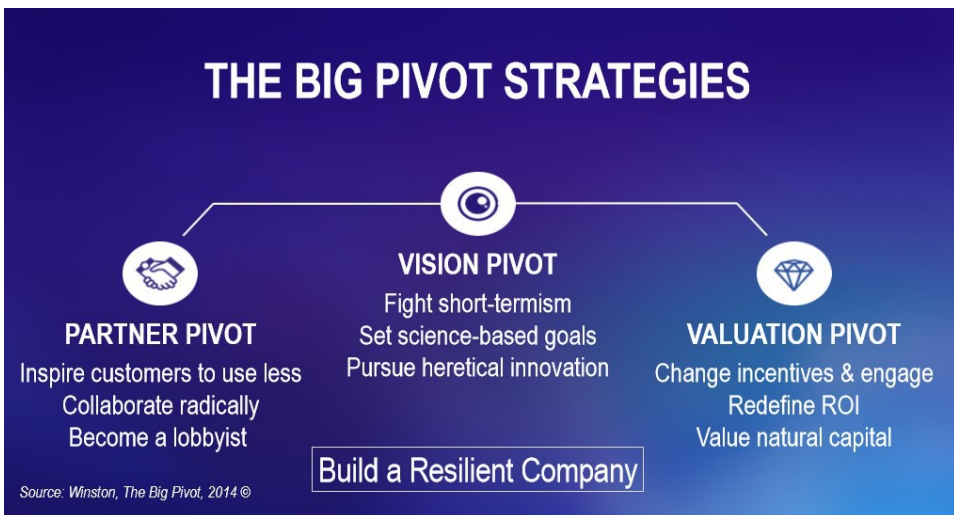 THE BIG PIVOT STRATEGIES
PARTNER PIVOT
Inspire customers to use less
Collaborate radically
Become a lobbyist
VISION PIVOT
Fight short-termism
Set science-based goals
Pursue heretical innovation
VALUATION PIVOT
Change incentives & engage
Redefine ROI
Value natural capital
Build a Resilient Company
Source: Winston, The Big Pivot, 2014 ©